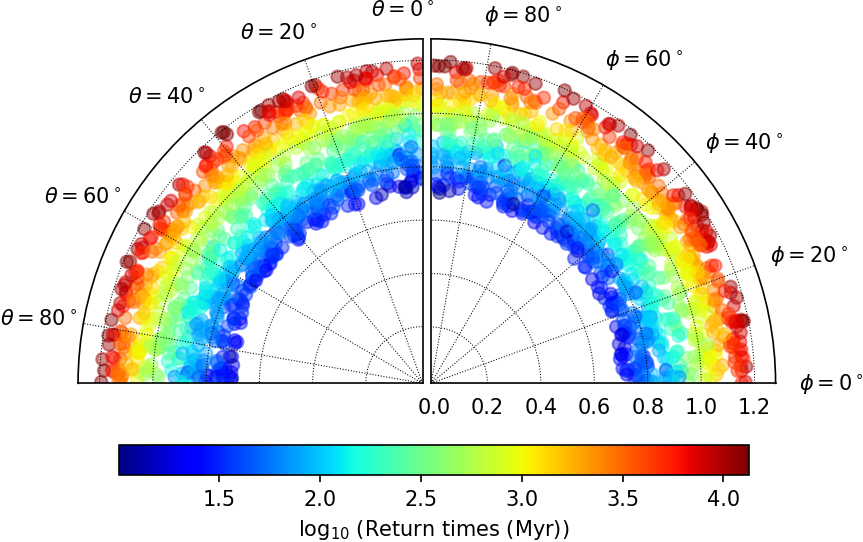 θ = 0°
ϕ = 80°
θ = 20°
ϕ = 60°
θ = 40°
ϕ = 40°
θ = 60°
ϕ = 20°
θ = 80°
ϕ = 0°
0.0 0.2 0.4 0.6 0.8 1.0 1.2
1.5 2.0 2.5 3.0 3.5 4.0
log₁₀ (Return times (Myr))